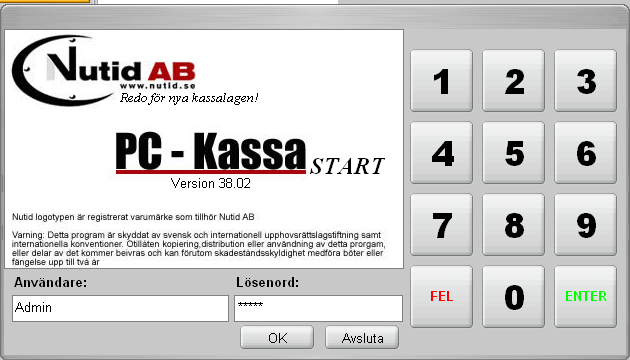 Nutid AB
www.nutid.se
Redo för nya kassalagen!
PC - Kassa START
Version 38.02
Nutid logotypen är registrerat varumärke som tillhör Nutid AB
Varning: Detta program är skyddat av svensk och internationell upphovsrättslagstiftning samt
internationella konventioner. Otillåten kopiering,distribution eller användning av detta prorgam,
eller delar av det kommer beivras och kan förutom skadeståndsskyldighet medföra böter eller
fängelse upp till två år
Användare:
Lösenord:
Admin
*****
OK
Avsluta
1 2 3
4 5 6
7 8 9
FEL 0 ENTER